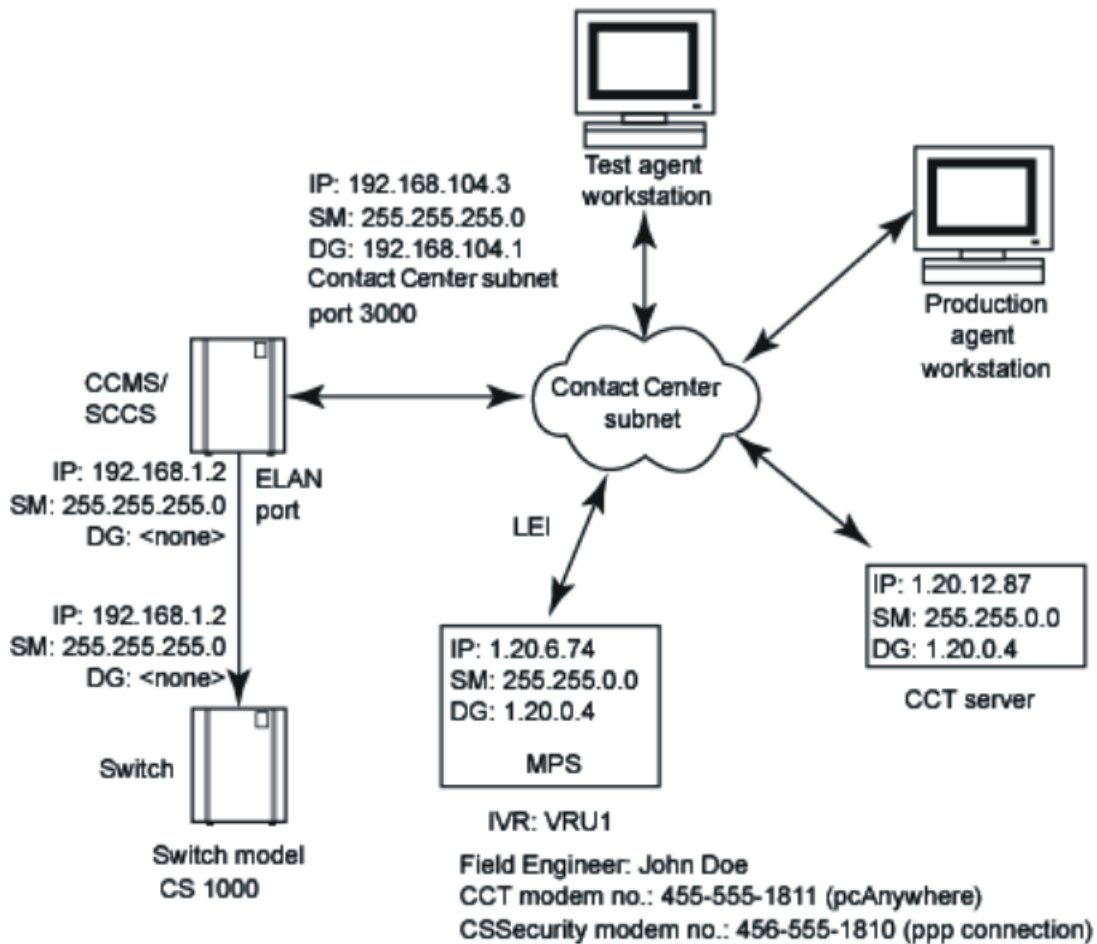 Test agent
workstation
IP: 192.168.104.3
SM: 255.255.255.0
DG: 192.168.104.1
Contact Center subnet
port 3000
Production
agent
workstation
CCMS/
SCCS
Contact Center
subnet
IP: 192.168.1.2
SM: 255.255.255.0
DG: <none>
ELAN
port
LEI
IP: 192.168.1.2
SM: 255.255.255.0
DG: <none>
IP: 1.20.12.87
SM: 255.255.0.0
DG: 1.20.0.4
CCT server
IP: 1.20.6.74
SM: 255.255.0.0
DG: 1.20.0.4
MPS
Switch
Switch model
CS 1000
IVR: VRU1
Field Engineer: John Doe
CCT modem no.: 455-555-1811 (pcAnywhere)
CSSecurity modem no.: 456-555-1810 (ppp connection)